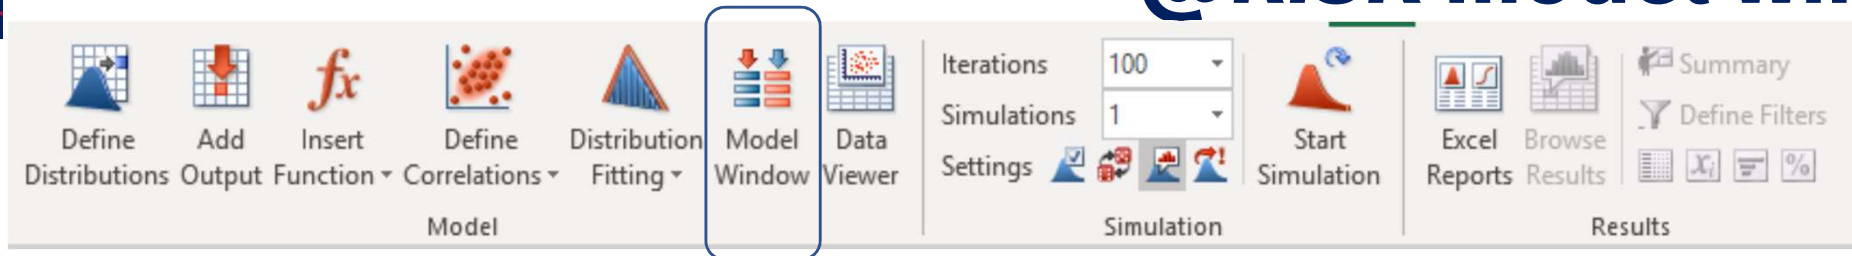 Define
Distributions
Add
Output
Insert
Function
Define
Correlations
Distribution
Fitting
Model
Window
Data
Viewer
Model
Iterations 100
Simulations 1
Settings
Start
Simulation
Simulation
Excel
Reports
Browse
Results
Summary
Define Filters
Results